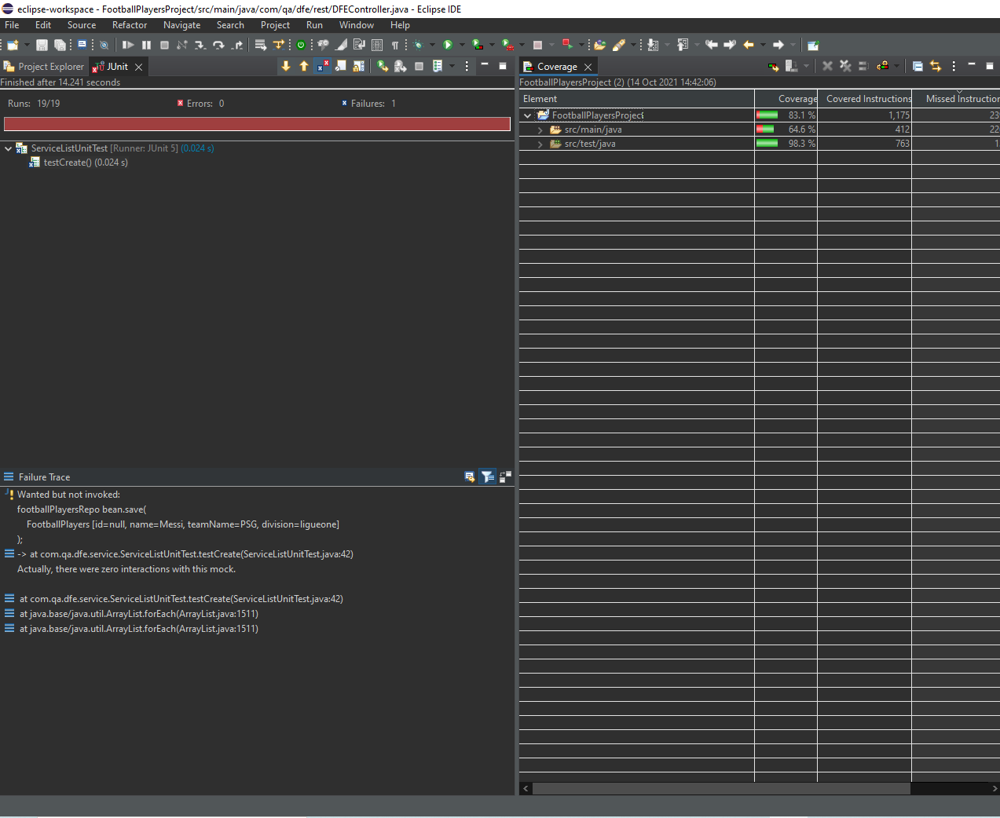 eclipse-workspace - FootballPlayersProject/src/main/java/com/qa/dfe/rest/DFEController.java - Eclipse IDE
File Edit Source Refactor Navigate Search Project Run Window Help
Project Explorer JUnit
Finished after 14.241 seconds
Runs: 19/19 Errors: 0 Failures: 1
ServiceListUnitTest [Runner: JUnit 5] (0.024 s)
testCreate() (0.024 s)
Failure Trace
Wanted but not invoked:
footballPlayersRepo bean.save(
FootballPlayers [id=null, name=Messi, teamName=PSG, division=ligueone]
);
-> at com.qa.dfe.service.ServiceListUnitTest.testCreate(ServiceListUnitTest.java:42)
Actually, there were zero interactions with this mock.
at com.qa.dfe.service.ServiceListUnitTest.testCreate(ServiceListUnitTest.java:42)
at java.base/java.util.ArrayList.forEach(ArrayList.java:1511)
at java.base/java.util.ArrayList.forEach(ArrayList.java:1511)
Coverage
FootballPlayersProject (2) (14 Oct 2021 14:42:06)
Element Coverage Covered Instructions Missed Instruction
FootballPlayersProject 83.1 % 1,175
src/main/java 64.6 % 412
src/test/java 98.3 % 763